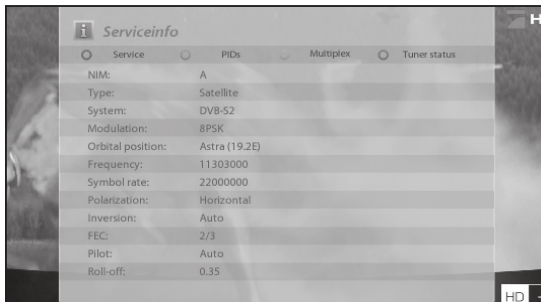 Serviceinfo
Service PIDs Multiplex Tuner status
NIM: A
Type: Satellite
System: DVB-S2
Modulation: 8PSK
Orbital position: Astra (19.2E)
Frequency: 11303000
Symbol rate: 22000000
Polarization: Horizontal
Inversion: Auto
FEC: 2/3
Pilot: Auto
Roll-off: 0.35
H
HD